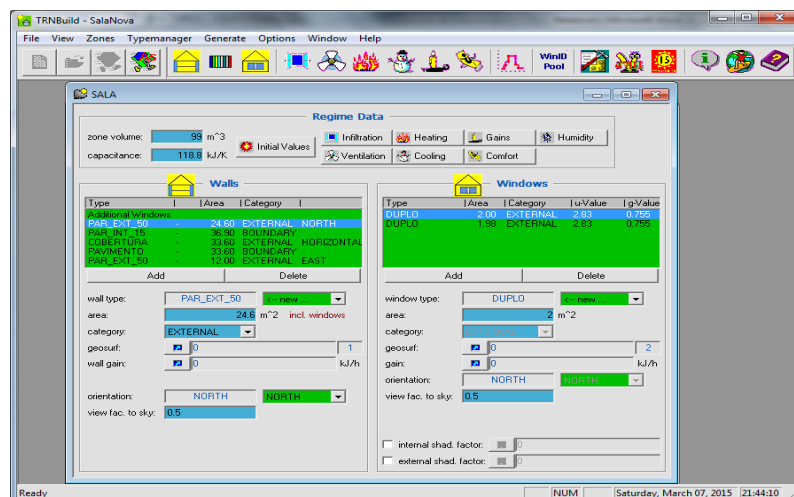 TRNBuild - SalaNova
File View Zones Typemanager Generate Options Window Help
WinID Pool
15
SALA
Regime Data
zone volume: 99 m^3
capacitance: 118.8 kJ/K
Initial Values
Infiltration Heating Gains Humidity
Ventilation Cooling Comfort
Walls
Type | Area | Category |
Additional Windows
PAR_EXT_50 - 24.60 EXTERNAL NORTH
PAR_INT_15 - 36.90 BOUNDARY
COBERTURA - 33.60 EXTERNAL HORIZONTAL
PAVIMENTO - 33.60 BOUNDARY
PAR_EXT_50 - 12.00 EXTERNAL EAST
Add Delete
wall type: PAR_EXT_50 <-- new ...
area: 24.6 m^2 incl. windows
category: EXTERNAL
geosurf: 0 1
wall gain: 0 kJ/h
orientation: NORTH NORTH
view fac. to sky: 0.5
Windows
Type | Area | Category | u-Value | g-Value
DUPLO 2.00 EXTERNAL 2.83 0.755
DUPLO 1.98 EXTERNAL 2.83 0.755
Add Delete
window type: DUPLO <-- new ...
area: 2 m^2
category:
geosurf: 0 2
gain: 0 kJ/h
orientation: NORTH NORTH
view fac. to sky: 0.5
internal shad. factor: 0
external shad. factor: 0
Ready NUM Saturday, March 07, 2015 21:44:10